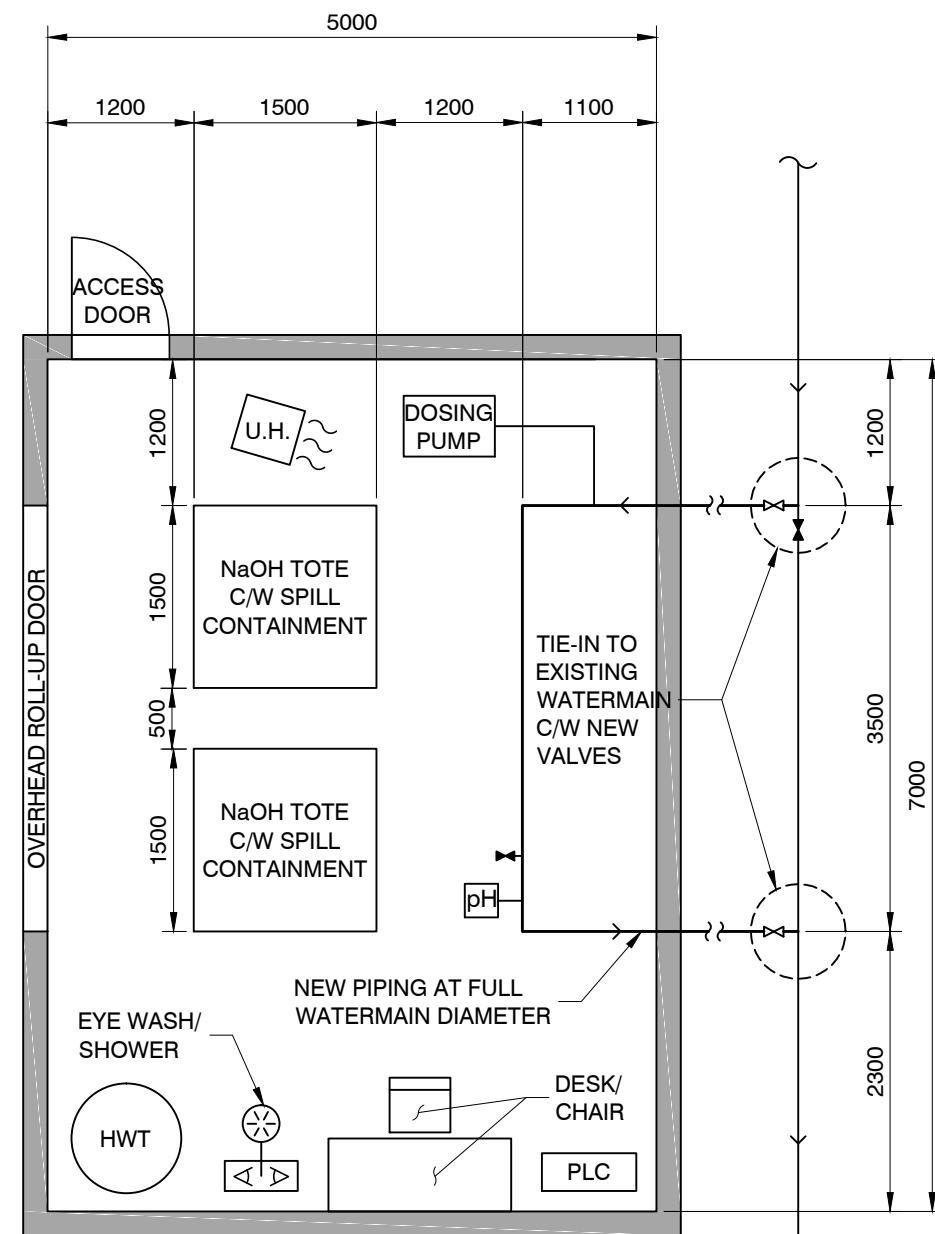 5000
1200
1500
1200
1100
ACCESS
DOOR
1200
U.H.
DOSING
PUMP
1200
OVERHEAD ROLL-UP DOOR
1500
NaOH TOTE
C/W SPILL
CONTAINMENT
TIE-IN TO
EXISTING
WATERMAIN
C/W NEW
VALVES
3500
7000
500
1500
NaOH TOTE
C/W SPILL
CONTAINMENT
pH
NEW PIPING AT FULL
WATERMAIN DIAMETER
EYE WASH/
SHOWER
2300
DESK/
CHAIR
HWT
PLC